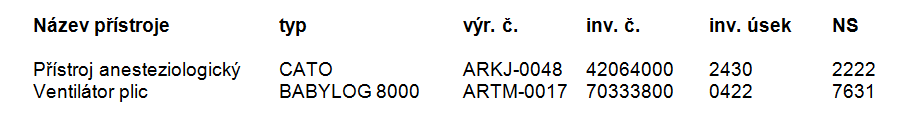 Název přístroje typ výr. č. inv. č. inv. úsek NS
Přístroj anesteziologický CATO ARKJ-0048 42064000 2430 2222
Ventilátor plic BABYLOG 8000 ARTM-0017 70333800 0422 7631